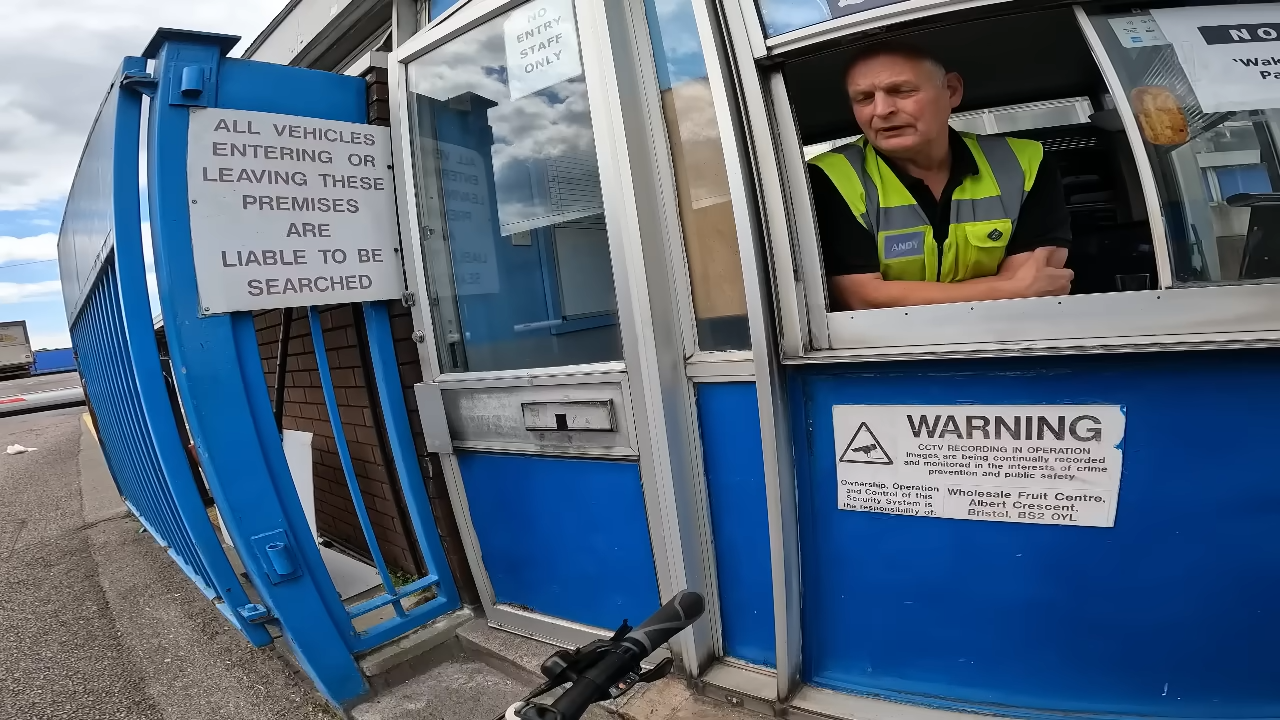 NO
ENTRY
STAFF
ONLY
ALL VEHICLES
ENTERING OR
LEAVING THESE
PREMISES
ARE
LIABLE TO BE
SEARCHED
ANDY
NO
'Wal
Pa
WARNING
CCTV RECORDING IN OPERATION
Images are being continually recorded
and monitored in the interests of crime
prevention and public safety
Ownership, Operation
and Control of this
Security System is
the responsibility of:
Wholesale Fruit Centre,
Albert Crescent,
Bristol, BS2 0YL